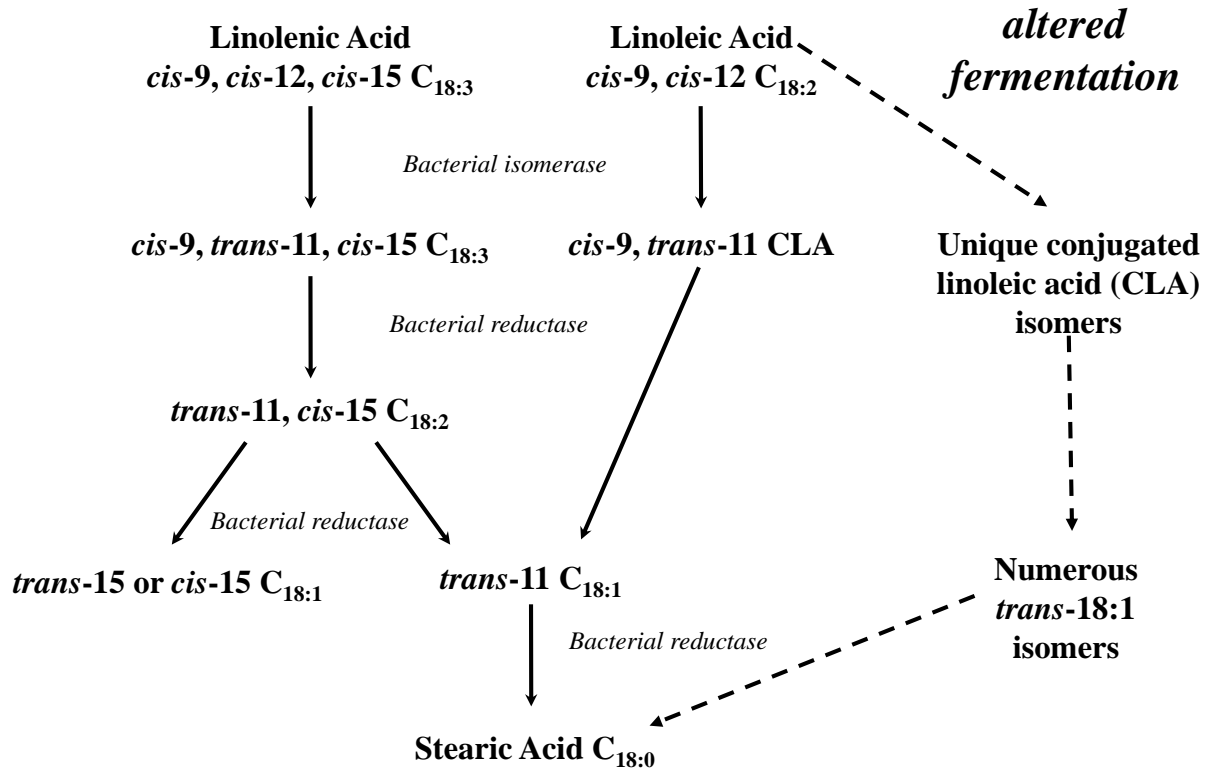 altered
fermentation
Linolenic Acid
cis-9, cis-12, cis-15 C18:3
Linoleic Acid
cis-9, cis-12 C18:2
Bacterial isomerase
cis-9, trans-11, cis-15 C18:3
cis-9, trans-11 CLA
Unique conjugated
linoleic acid (CLA)
isomers
Bacterial reductase
trans-11, cis-15 C18:2
Bacterial reductase
trans-15 or cis-15 C18:1
trans-11 C18:1
Numerous
trans-18:1
isomers
Bacterial reductase
Stearic Acid C18:0